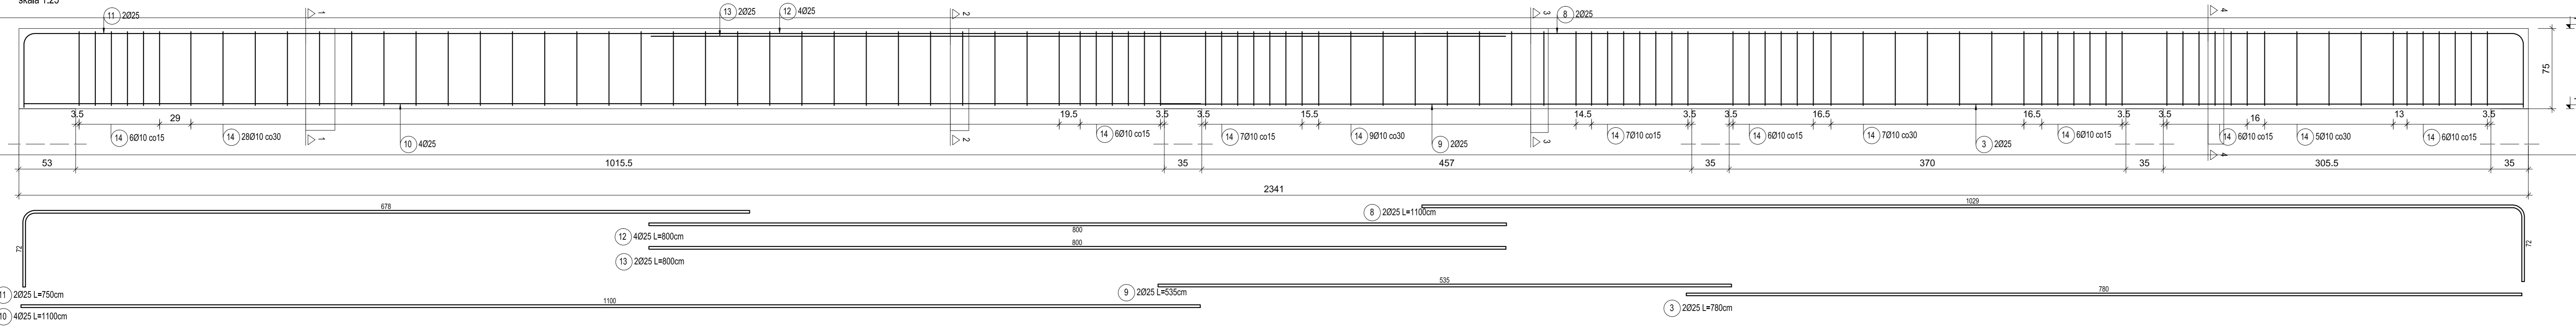 skala 1:25
11 2Ø25
1
13 2Ø25
12 4Ø25
2
3
8 2Ø25
4
75
3.5
29
19.5
3.5
3.5
15.5
14.5
3.5
3.5
16.5
16.5
3.5
3.5
16
13
3.5
14 6Ø10 co15
14 28Ø10 co30
1
10 4Ø25
2
14 6Ø10 co15
14 7Ø10 co15
14 9Ø10 co30
9 2Ø25
3
14 7Ø10 co15
14 6Ø10 co15
14 7Ø10 co30
3 2Ø25
14 6Ø10 co15
4
14 6Ø10 co15
14 5Ø10 co30
14 6Ø10 co15
53
1015.5
35
457
35
370
35
305.5
35
2341
678
72
8 2Ø25 L=1100cm
1029
72
12 4Ø25 L=800cm
800
800
13 2Ø25 L=800cm
535
9 2Ø25 L=535cm
780
3 2Ø25 L=780cm
11 2Ø25 L=750cm
1100
10 4Ø25 L=1100cm